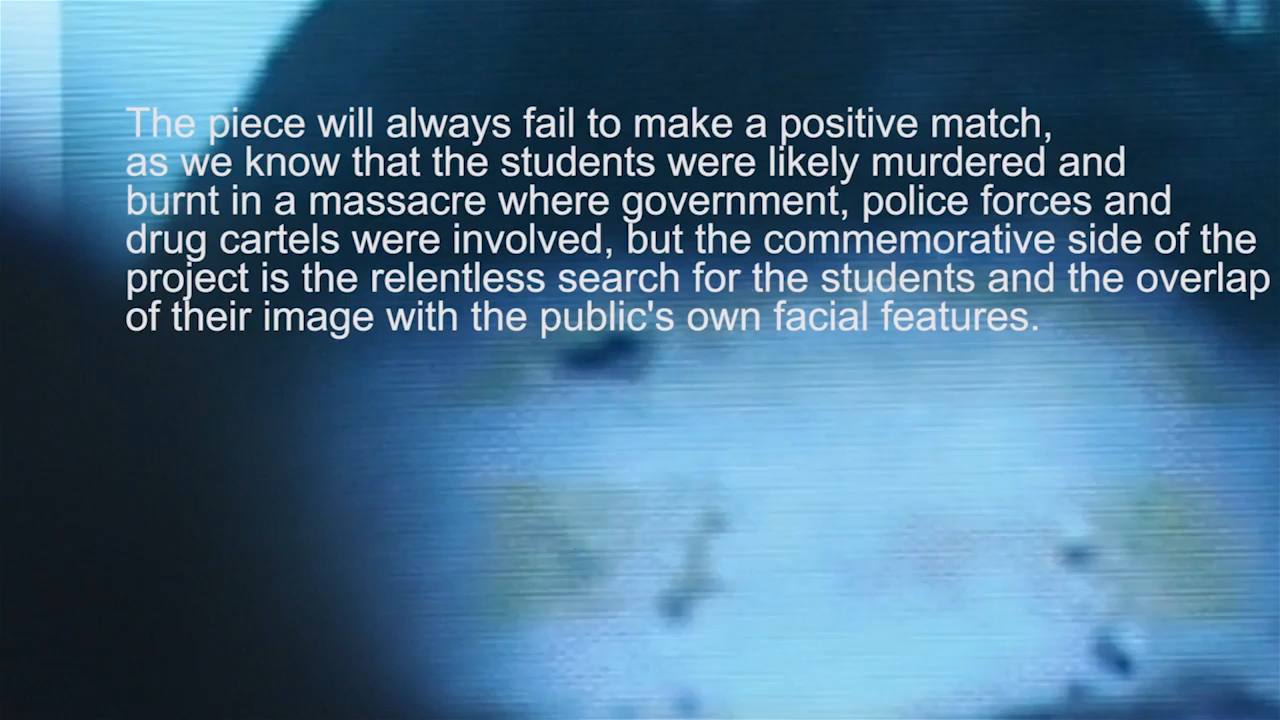 The piece will always fail to make a positive match,
as we know that the students were likely murdered and
burnt in a massacre where government, police forces and
drug cartels were involved, but the commemorative side of the
project is the relentless search for the students and the overlap
of their image with the public's own facial features.